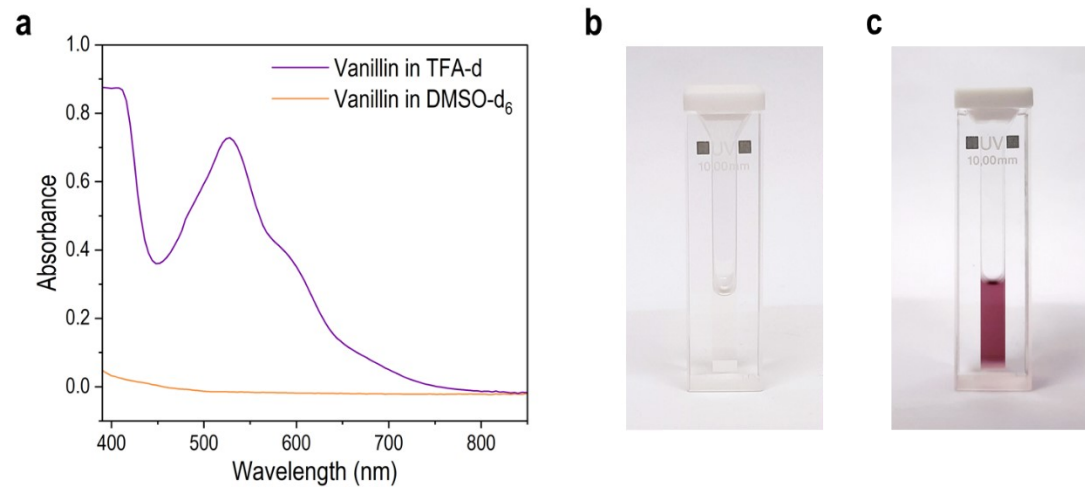 a
b
c
1.0
0.8
0.6
0.4
0.2
0.0
Absorbance
Vanillin in TFA-d
Vanillin in DMSO-d₆
400
500
600
700
800
Wavelength (nm)
UV
10,00mm
UV
10,00mm